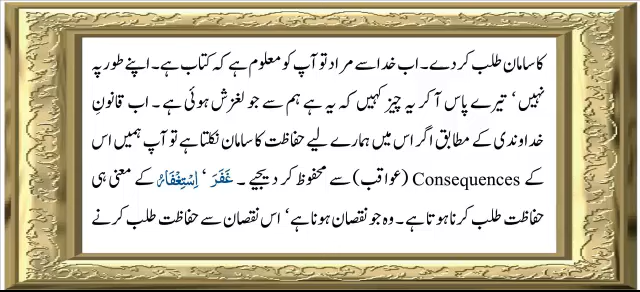 کا سامان طلب کر دے۔ اب خدا سے مراد تو آپ کو معلوم ہے کہ کتاب ہے۔ اپنے طور پہ
نہیں‘ تیرے پاس آ کر یہ چیز کہیں کہ یہ ہے ہم سے جو لغزش ہوئی ہے۔ اب قانونِ
خداوندی کے مطابق اگر اس میں ہمارے لیے حفاظت کا سامان نکلتا ہے تو آپ ہمیں اس
کے Consequences (عواقب) سے محفوظ کر دیجیے۔ غَفَرَ‘ اِسْتِغْفَارُ کے معنی ہی
حفاظت طلب کرنا ہوتا ہے۔ وہ جو نقصان ہونا ہے‘ اس نقصان سے حفاظت طلب کرنے